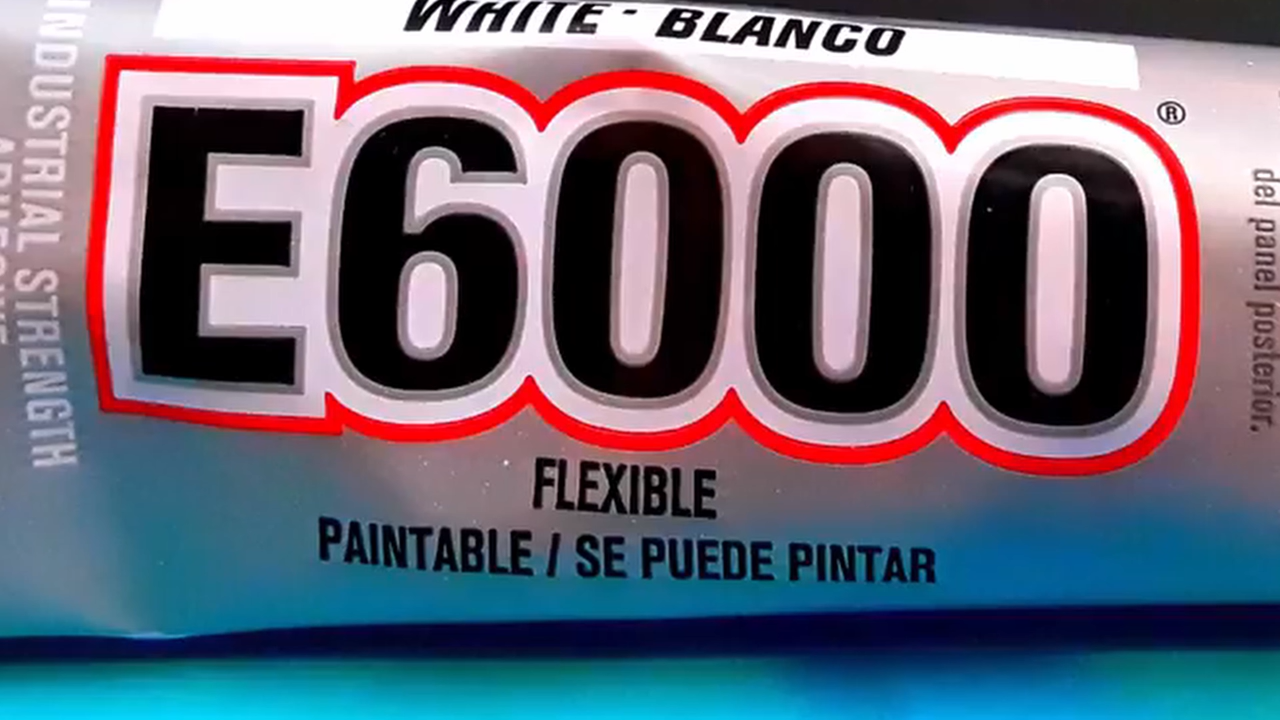 WHITE · BLANCO
E6000®
FLEXIBLE
PAINTABLE / SE PUEDE PINTAR
INDUSTRIAL STRENGTH
del panel posterior.